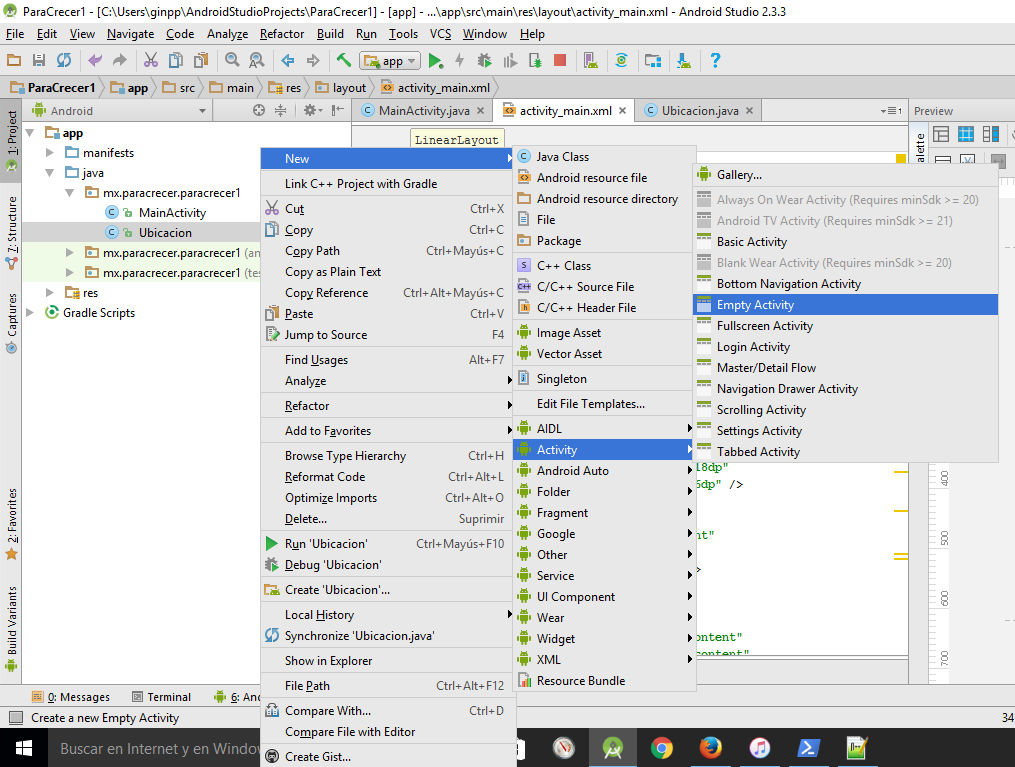 ParaCrecer1 - [C:\Users\ginpp\AndroidStudioProjects\ParaCrecer1] - [app] - ...\app\src\main\res\layout\activity_main.xml - Android Studio 2.3.3
File Edit View Navigate Code Analyze Refactor Build Run Tools VCS Window Help
app
ParaCrecer1 app src main res layout activity_main.xml
1: Project
7: Structure
Captures
2: Favorites
Build Variants
Android
MainActivity.java activity_main.xml Ubicacion.java
1
Preview
app
manifests
java
mx.paracrecer.paracrecer1
MainActivity
Ubicacion
mx.paracrecer.paracrecer1 (an
mx.paracrecer.paracrecer1 (tes
res
Gradle Scripts
LinearLayout
New
Link C++ Project with Gradle
Cut Ctrl+X
Copy Ctrl+C
Copy Path Ctrl+Mayús+C
Copy as Plain Text
Copy Reference Ctrl+Alt+Mayús+C
Paste Ctrl+V
Jump to Source F4
Find Usages Alt+F7
Analyze
Refactor
Add to Favorites
Browse Type Hierarchy Ctrl+H
Reformat Code Ctrl+Alt+L
Optimize Imports Ctrl+Alt+O
Delete... Suprimir
Run 'Ubicacion' Ctrl+Mayús+F10
Debug 'Ubicacion'
Create 'Ubicacion'...
Local History
Synchronize 'Ubicacion.java'
Show in Explorer
File Path Ctrl+Alt+F12
Compare With... Ctrl+D
Compare File with Editor
Create Gist...
Java Class
Android resource file
Android resource directory
File
Package
C++ Class
C/C++ Source File
C/C++ Header File
Image Asset
Vector Asset
Singleton
Edit File Templates...
AIDL
Activity
Android Auto
Folder
Fragment
Google
Other
Service
UI Component
Wear
Widget
XML
Resource Bundle
Gallery...
Always On Wear Activity (Requires minSdk >= 20)
Android TV Activity (Requires minSdk >= 21)
Basic Activity
Blank Wear Activity (Requires minSdk >= 20)
Bottom Navigation Activity
Empty Activity
Fullscreen Activity
Login Activity
Master/Detail Flow
Navigation Drawer Activity
Scrolling Activity
Settings Activity
Tabbed Activity
alette
l8dp"
dp" />
nt"
>
ontent"
content"
400
500
600
700
0: Messages Terminal 6: And
Create a new Empty Activity
34
Buscar en Internet y en Window